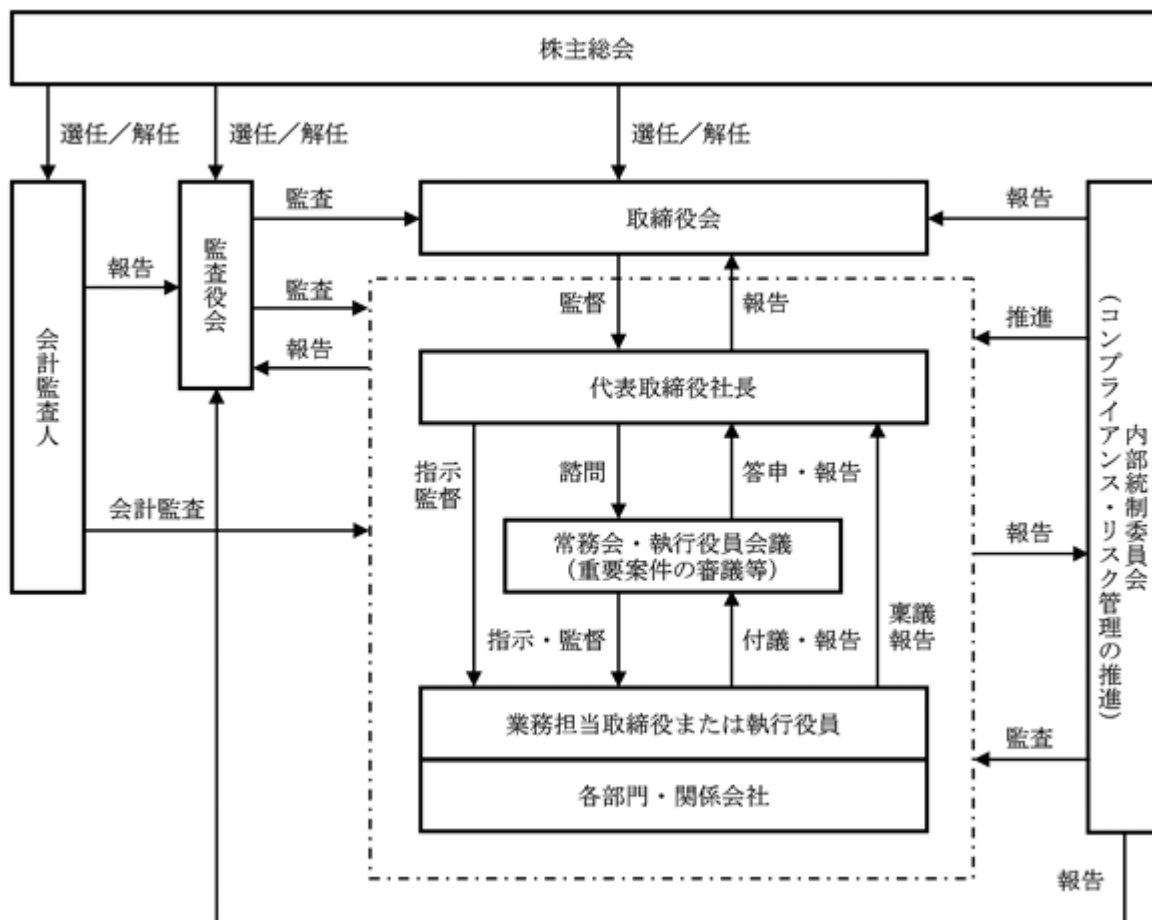 株主総会
選任／解任
選任／解任
選任／解任
会計監査人
監査役会
取締役会
監査
報告
報告
監査
報告
監督
報告
推進
代表取締役社長
内部統制委員会
（コンプライアンス・リスク管理の推進）
指示
監督
諮問
答申・報告
会計監査
常務会・執行役員会議
（重要案件の審議等）
報告
指示・監督
付議・報告
稟議
報告
業務担当取締役または執行役員
監査
各部門・関係会社
報告